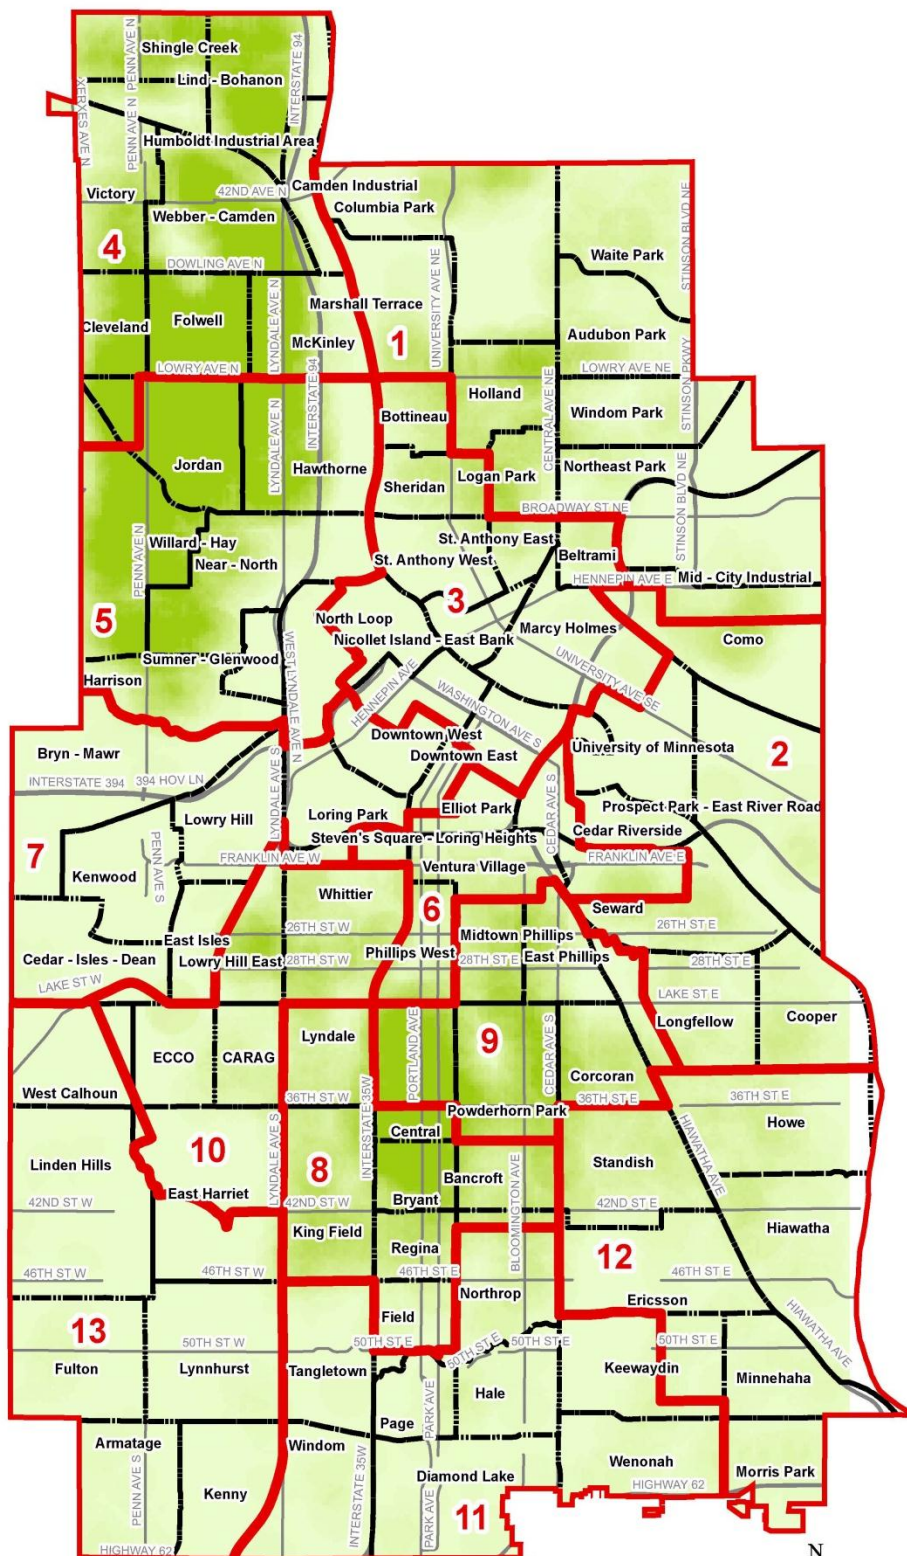 Shingle Creek
PENN AVE N
INTERSTATE 94
Lind - Bohanon
XERXES AVE N
PENN AVE N
Humboldt Industrial Area
Victory
42ND AVE N
Camden Industrial
Columbia Park
Webber - Camden
STINSON BLVD NE
4
Waite Park
DOWLING AVE N
Marshall Terrace
UNIVERSITY AVE NE
Cleveland
Folwell
LYNDALE AVE N
McKinley
1
Audubon Park
STINSON PKWY
LOWRY AVE N
LOWRY AVE NE
INTERSTATE 94
Holland
Bottineau
CENTRAL AVE NE
Windom Park
LYNDALE AVE N
Jordan
Hawthorne
Sheridan
Logan Park
Northeast Park
STINSON BLVD NE
BROADWAY ST NE
Willard - Hay
PENN AVE N
Near - North
St. Anthony East
St. Anthony West
Beltrami
HENNEPIN AVE E
Mid - City Industrial
5
3
North Loop
Nicollet Island - East Bank
Marcy Holmes
Como
Sumner - Glenwood
WEST LYNDALE AVE N
Harrison
HENNEPIN AVE
WASHINGTON AVE S
UNIVERSITY AVE SE
Bryn - Mawr
Downtown West
Downtown East
University of Minnesota
2
INTERSTATE 394
394 HOV LN
LYNDALE AVE S
Lowry Hill
Loring Park
Elliot Park
CEDAR AVE S
Prospect Park - East River Road
Steven's Square - Loring Heights
Cedar Riverside
7
PENN AVE S
Kenwood
FRANKLIN AVE W
Ventura Village
FRANKLIN AVE E
Whittier
6
Seward
26TH ST W
Midtown Phillips
26TH ST E
East Isles
Cedar - Isles - Dean
Lowry Hill East
28TH ST W
Phillips West
28TH ST E
East Phillips
28TH ST E
LAKE ST W
LAKE ST E
Lyndale
Longfellow
Cooper
ECCO
CARAG
PORTLAND AVE
9
CEDAR AVE S
Corcoran
West Calhoun
36TH ST W
INTERSTATE 35W
Powderhorn Park
36TH ST E
36TH ST E
Howe
Linden Hills
10
LYNDALE AVE S
8
Central
Bancroft
Standish
HIAWATHA AVE
42ND ST W
East Harriet
42ND ST W
Bryant
BLOOMINGTON AVE
42ND ST E
Hiawatha
King Field
Regina
12
46TH ST W
46TH ST W
46TH ST E
46TH ST E
Northrop
Ericsson
13
Field
HIAWATHA AVE
50TH ST W
50TH ST E
50TH ST E
50TH ST E
50TH ST E
Fulton
Lynnhurst
Tangletown
Keewaydin
Minnehaha
Hale
PARK AVE
Page
Armatage
PENN AVE S
Windom
INTERSTATE 35W
Wenonah
Kenny
Diamond Lake
PARK AVE
HIGHWAY 62
Morris Park
11
HIGHWAY 62
N